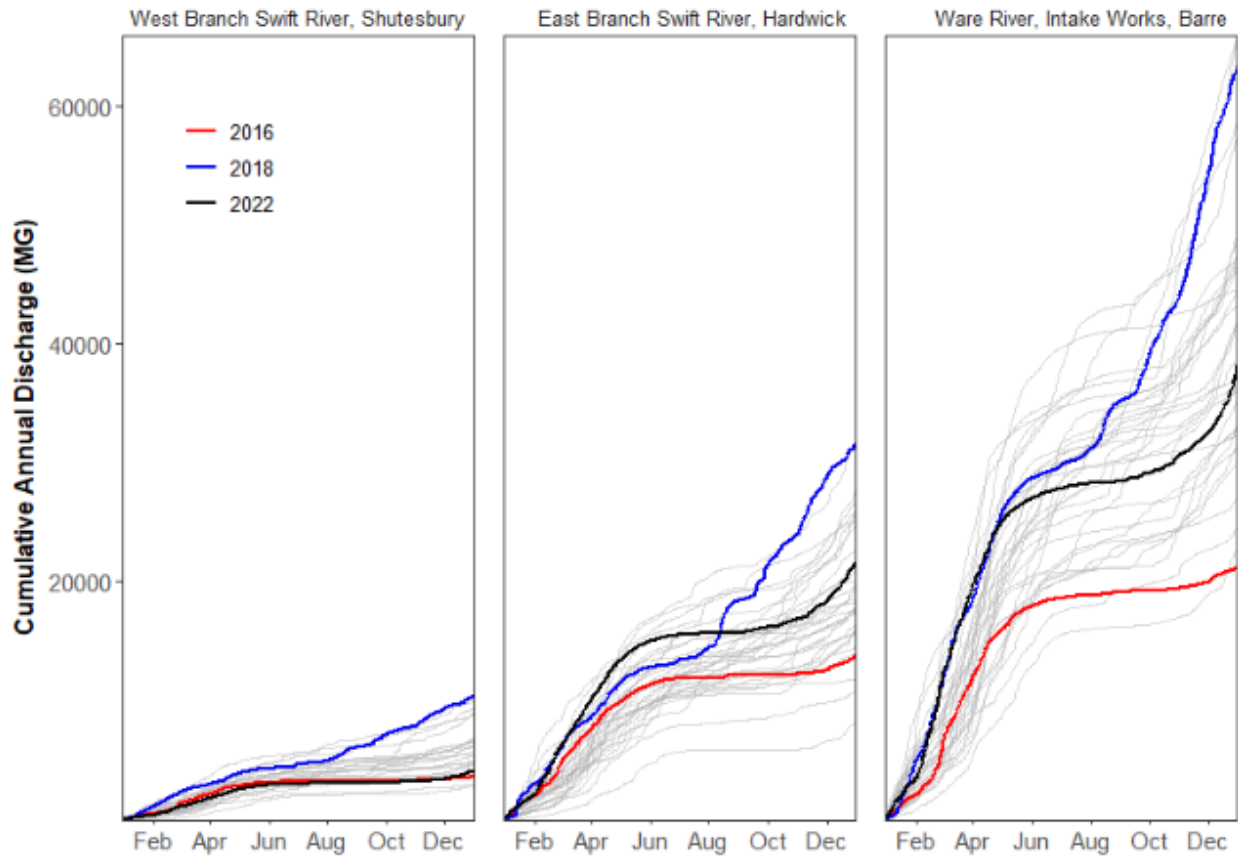 West Branch Swift River, Shutesbury
East Branch Swift River, Hardwick
Ware River, Intake Works, Barre
Cumulative Annual Discharge (MG)
60000
40000
20000
2016
2018
2022
Feb Apr Jun Aug Oct Dec
Feb Apr Jun Aug Oct Dec
Feb Apr Jun Aug Oct Dec